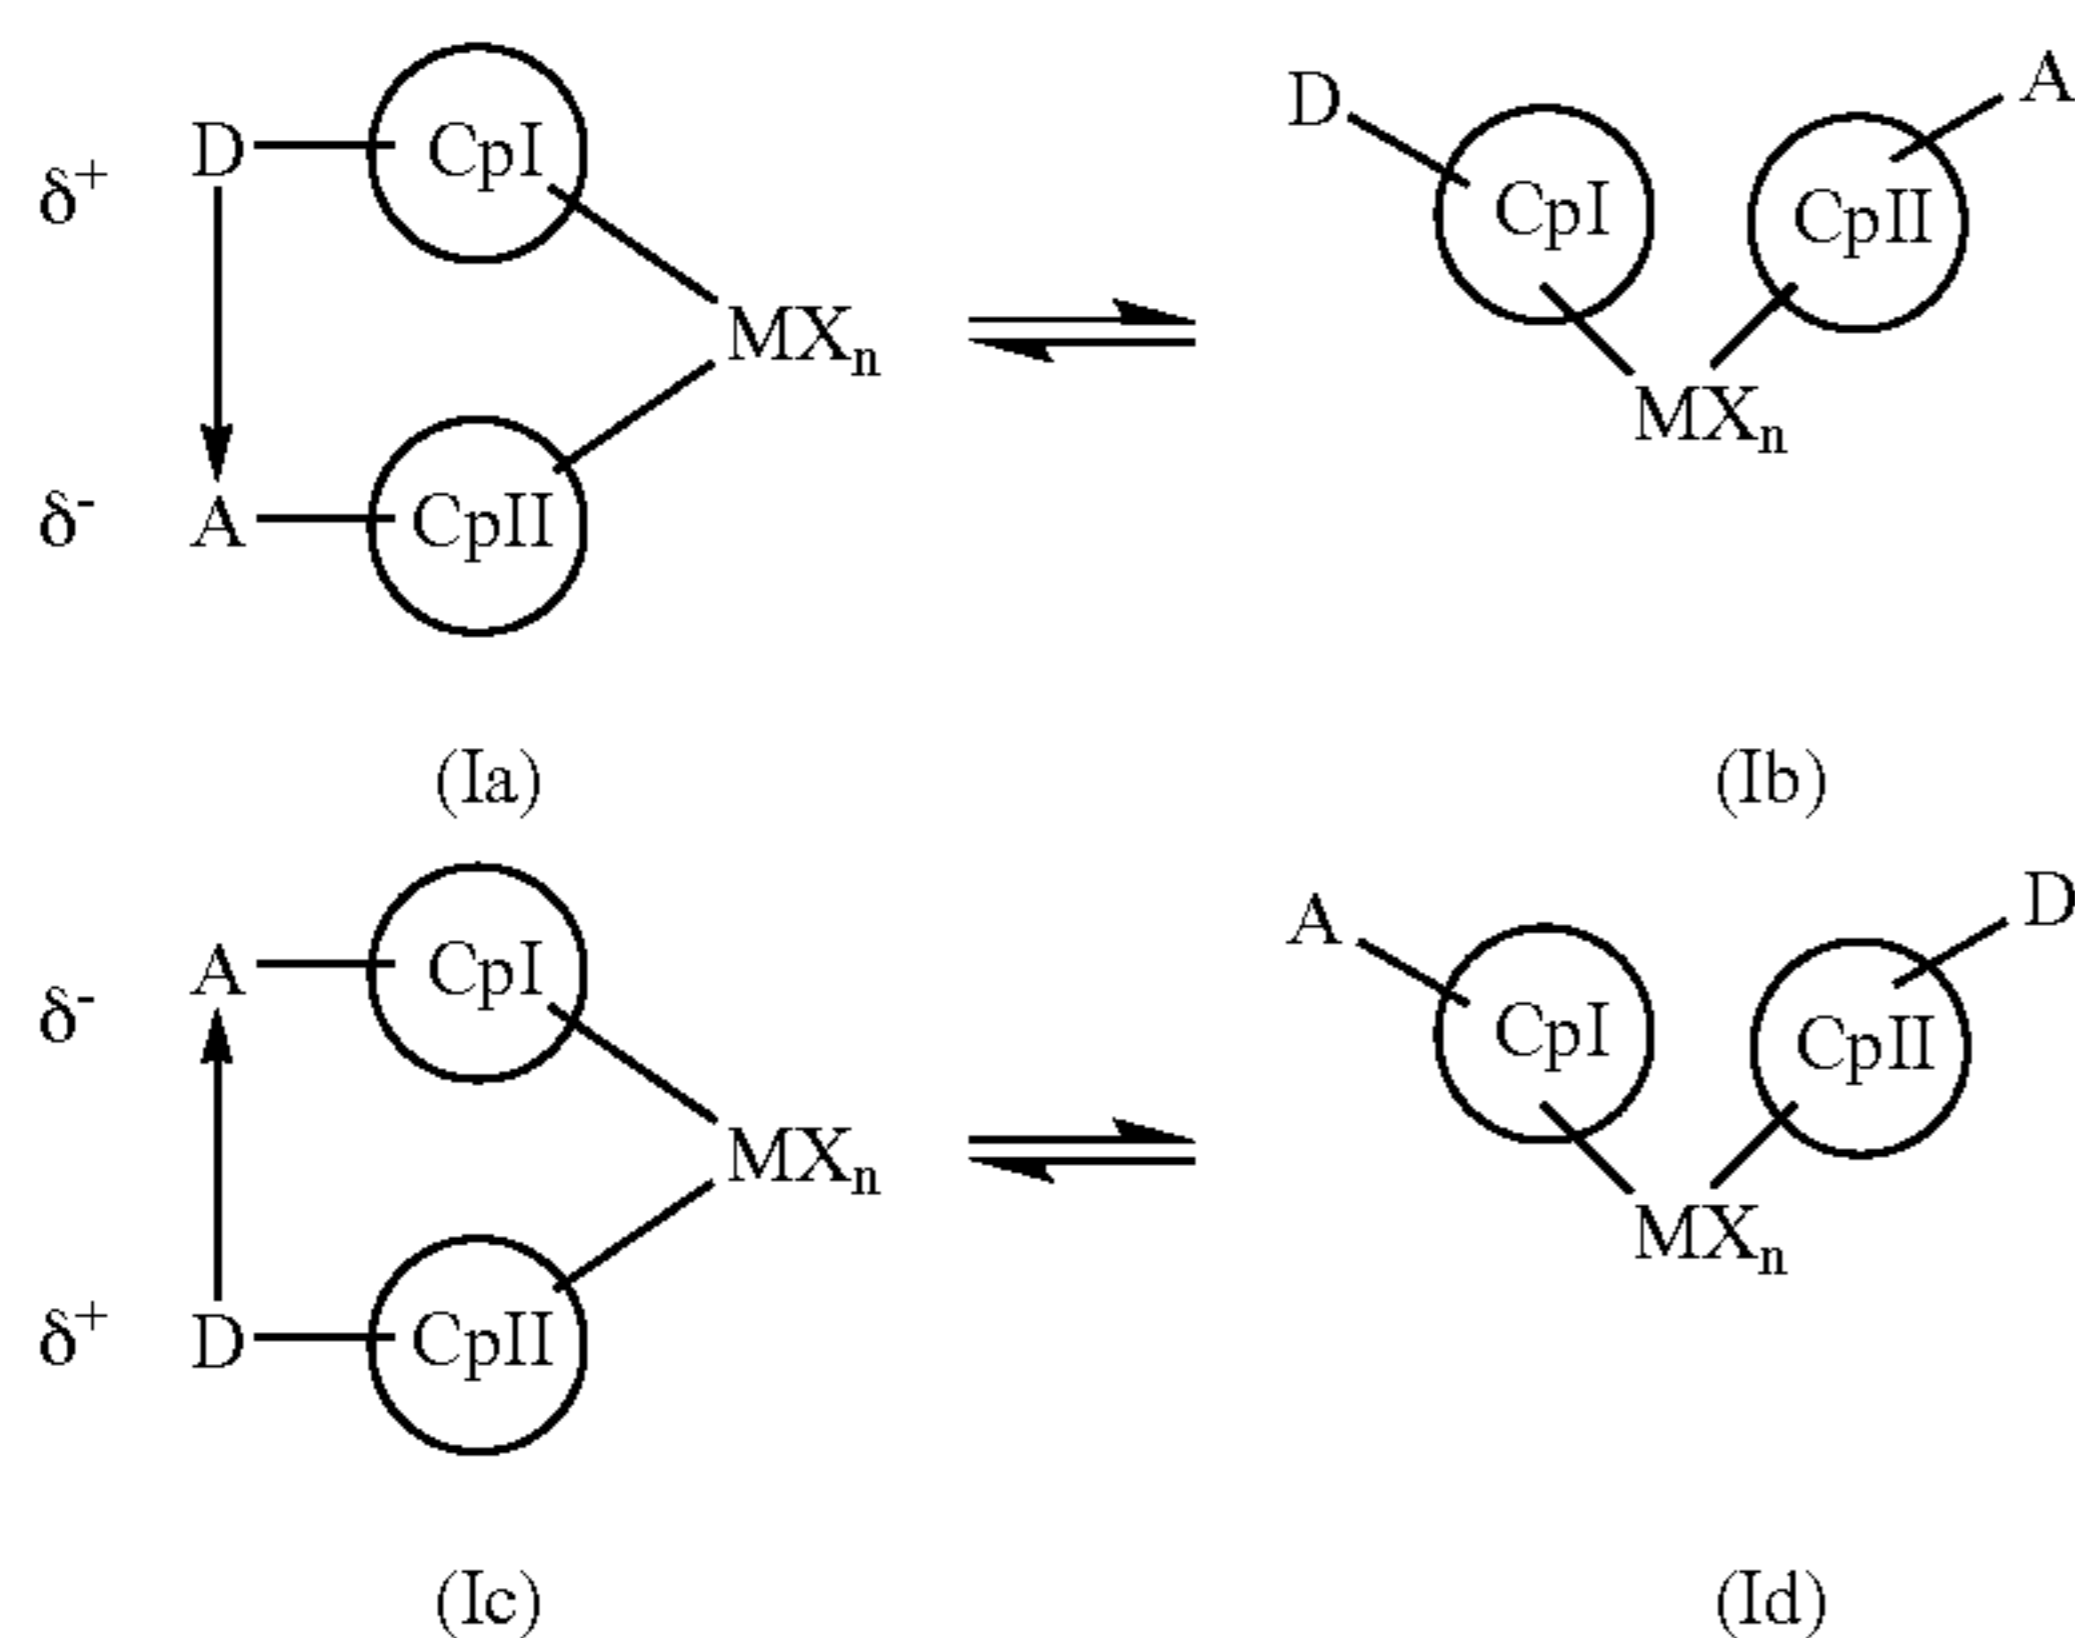 D CpI
δ+
MXn
δ- A CpII
D CpI CpII A
MXn
(Ia) (Ib)
A CpI
δ-
MXn
δ+ D CpII
A CpI CpII D
MXn
(Ic) (Id)